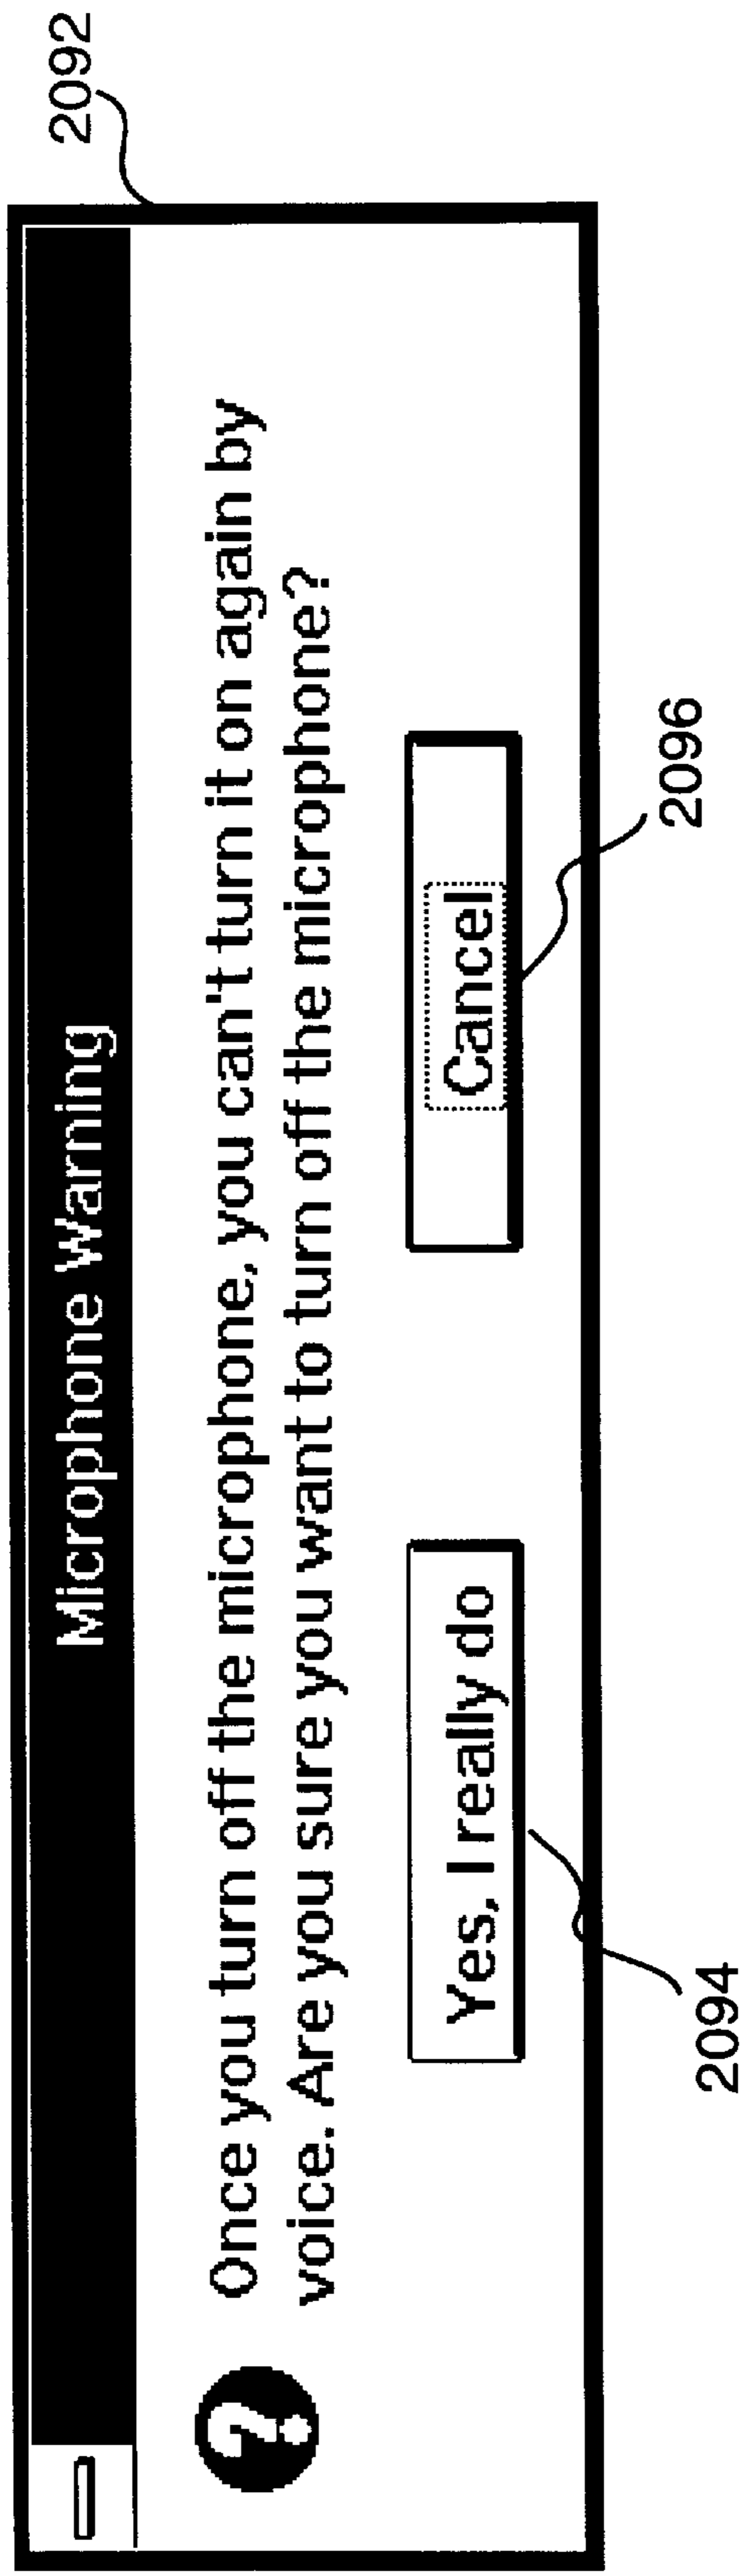 2092
Microphone Warning
? Once you turn off the microphone, you can't turn it on again by
voice. Are you sure you want to turn off the microphone?
Yes, I really do
Cancel
2094
2096